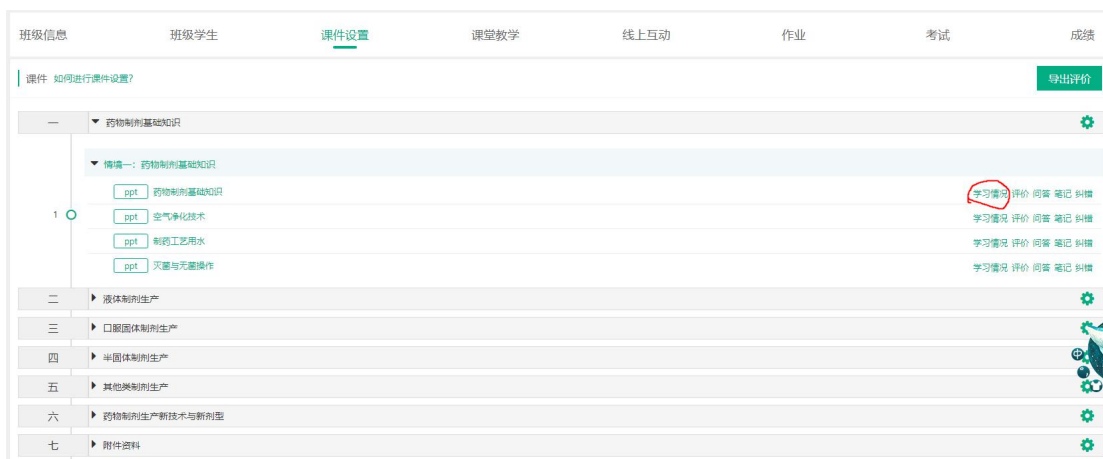 班级信息 班级学生 课件设置 课堂教学 线上互动 作业 考试 成绩
课件 如何进行课件设置? 导出评价
一 药物制剂基础知识
情境一：药物制剂基础知识
ppt 药物制剂基础知识 学习情况 评价 问答 笔记 纠错
1 ppt 空气净化技术 学习情况 评价 问答 笔记 纠错
ppt 制药工艺用水 学习情况 评价 问答 笔记 纠错
ppt 灭菌与无菌操作 学习情况 评价 问答 笔记 纠错
二 液体制剂生产
三 口服固体制剂生产
四 半固体制剂生产
五 其他类制剂生产
六 药物制剂生产新技术与新剂型
七 附件资料